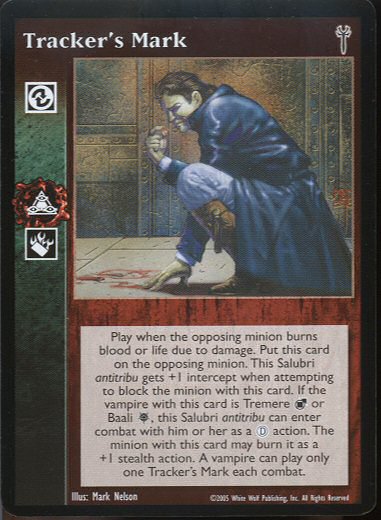 Tracker's Mark
Play when the opposing minion burns
blood or life due to damage. Put this card
on the opposing minion. This Salubri
antitribu gets +1 intercept when attempting
to block the minion with this card. If the
vampire with this card is Tremere or
Baali , this Salubri antitribu can enter
combat with him or her as a D action. The
minion with this card may burn it as a
+1 stealth action. A vampire can play only
one Tracker's Mark each combat.
Illus: Mark Nelson
©2005 White Wolf Publishing, Inc. All Rights Reserved